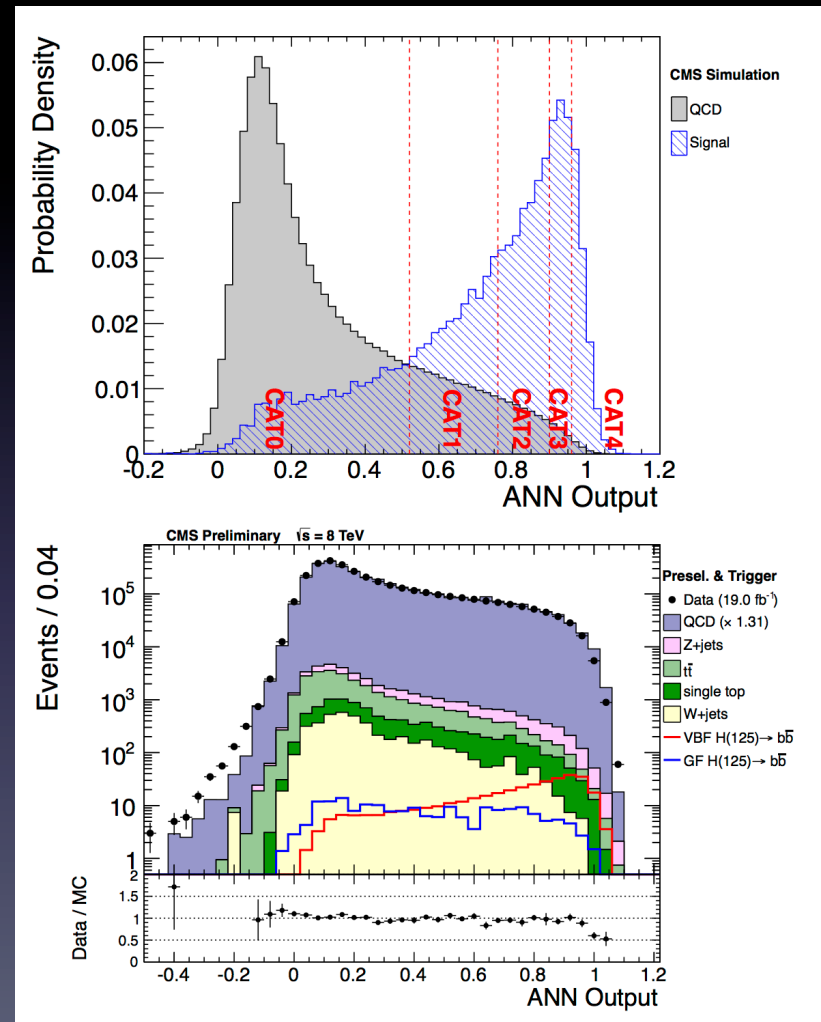 Probability Density
0.06
0.05
0.04
0.03
0.02
0.01
0
-0.2 0 0.2 0.4 0.6 0.8 1 1.2
ANN Output
CAT0 CAT1 CAT2 CAT3 CAT4
CMS Simulation
QCD
Signal
CMS Preliminary √s = 8 TeV
Events / 0.04
10⁵
10⁴
10³
10²
10
1
Presel. & Trigger
Data (19.0 fb⁻¹)
QCD (× 1.31)
Z+jets
tt̅
single top
W+jets
VBF H(125)→ bb̅
GF H(125)→ bb̅
Data / MC
2
1.5
1
0.5
0
-0.4 -0.2 0 0.2 0.4 0.6 0.8 1 1.2
ANN Output